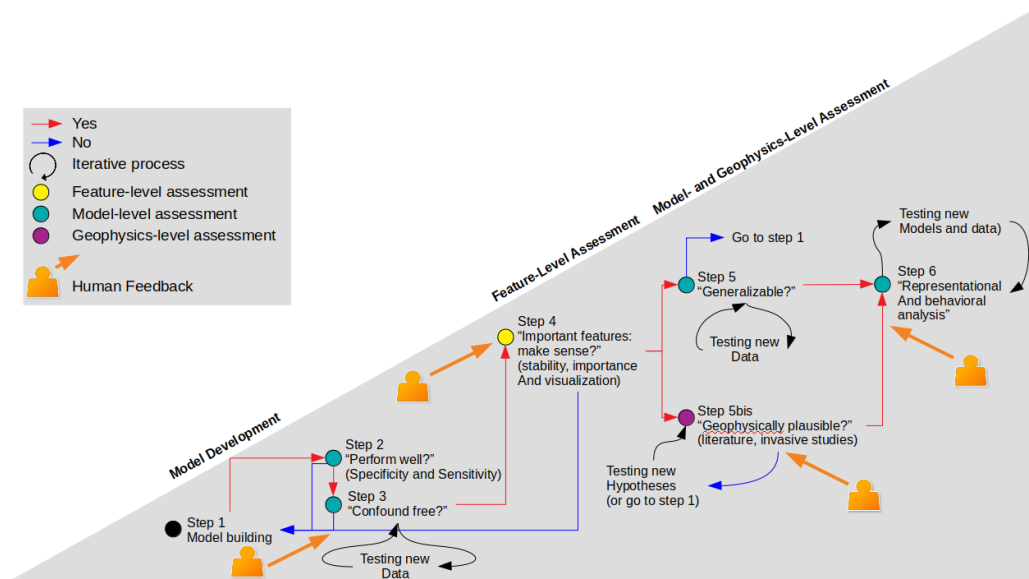 Yes
No
Iterative process
Feature-level assessment
Model-level assessment
Geophysics-level assessment
Human Feedback
Model Development
Feature-Level Assessment
Model- and Geophysics-Level Assessment
Step 1
Model building
Step 2
“Perform well?”
(Specificity and Sensitivity)
Step 3
“Confound free?”
Testing new
Data
Step 4
“Important features:
make sense?”
(stability, importance
And visualization)
Go to step 1
Step 5
“Generalizable?”
Testing new
Data
Step 5bis
“Geophysically plausible?”
(literature, invasive studies)
Testing new
Hypotheses
(or go to step 1)
Testing new
Models and data)
Step 6
“Representational
And behavioral
analysis”